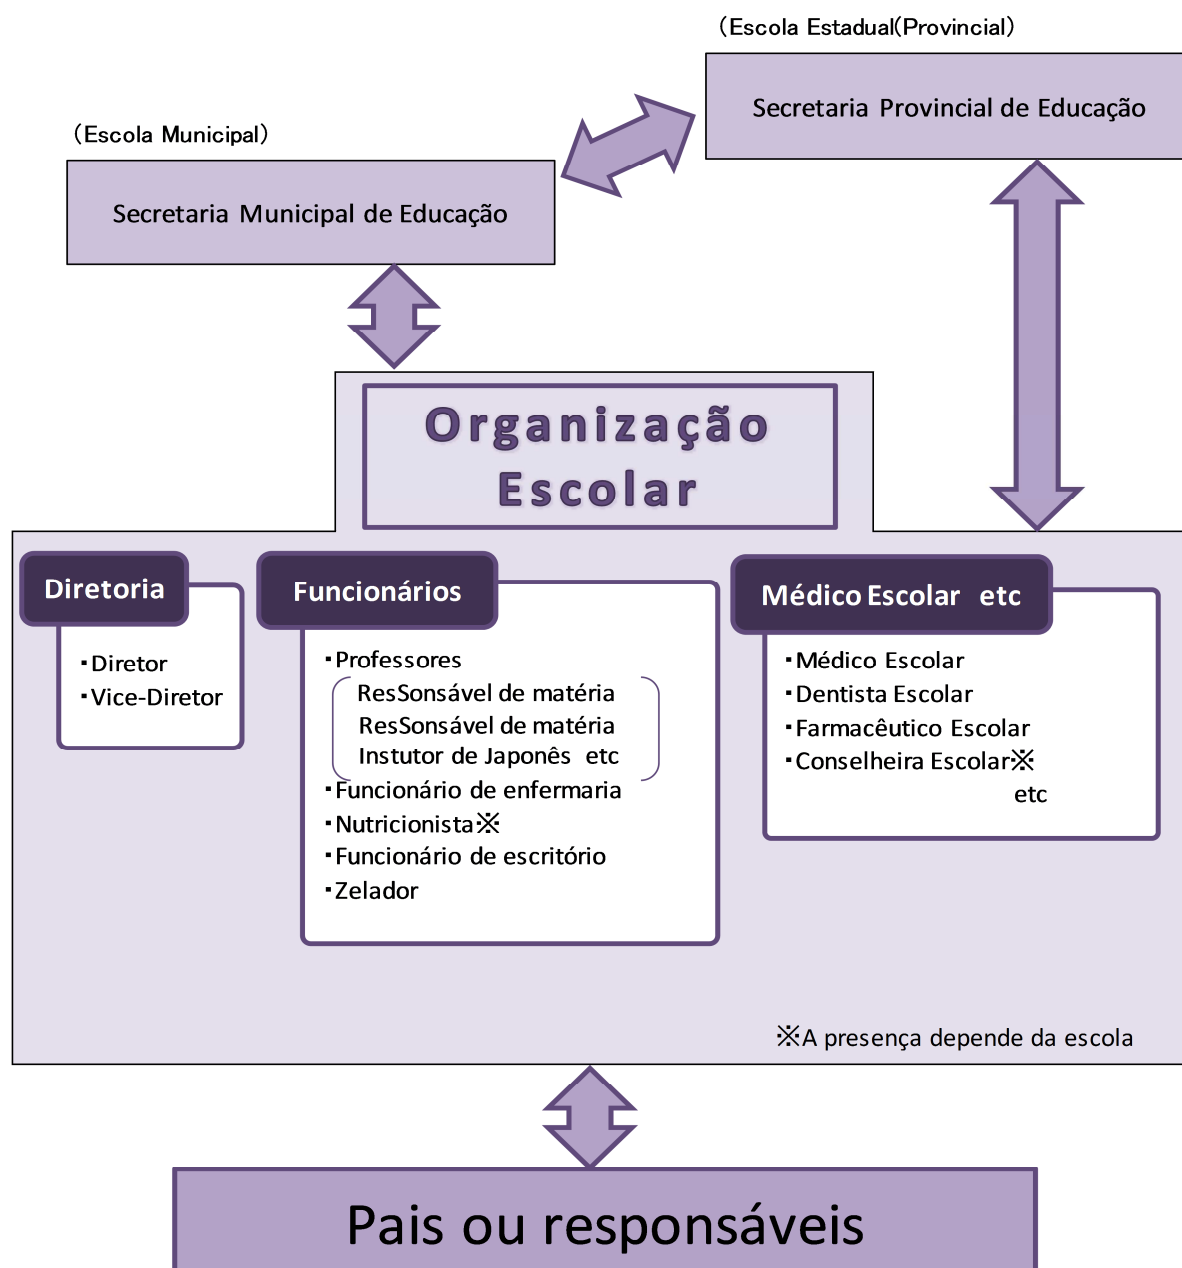 （Escola Estadual(Provincial）
Secretaria Provincial de Educação
（Escola Municipal）
Secretaria Municipal de Educação
Organização
Escolar
Diretoria
・Diretor
・Vice-Diretor
Funcionários
・Professores
ResSonsável de matéria
ResSonsável de matéria
Instutor de Japonês etc
・Funcionário de enfermaria
・Nutricionista※
・Funcionário de escritório
・Zelador
Médico Escolar etc
・Médico Escolar
・Dentista Escolar
・Farmacêutico Escolar
・Conselheira Escolar※
etc
※A presença depende da escola
Pais ou responsáveis